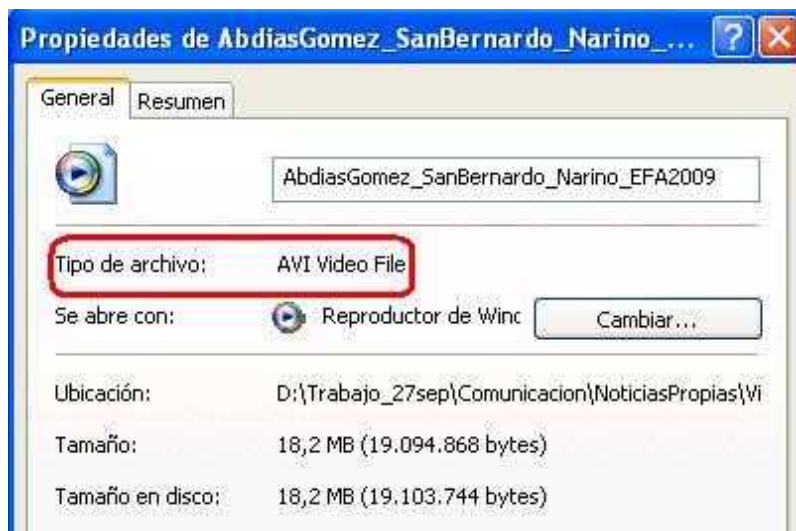 Propiedades de AbdiasGomez_SanBernardo_Narino_...
General Resumen
AbdiasGomez_SanBernardo_Narino_EFA2009
Tipo de archivo: AVI Video File
Se abre con: Reproductor de Winc Cambiar...
Ubicación: D:\Trabajo_27sep\Comunicacion\NoticiasPropias\Vi
Tamaño: 18,2 MB (19.094.868 bytes)
Tamaño en disco: 18,2 MB (19.103.744 bytes)